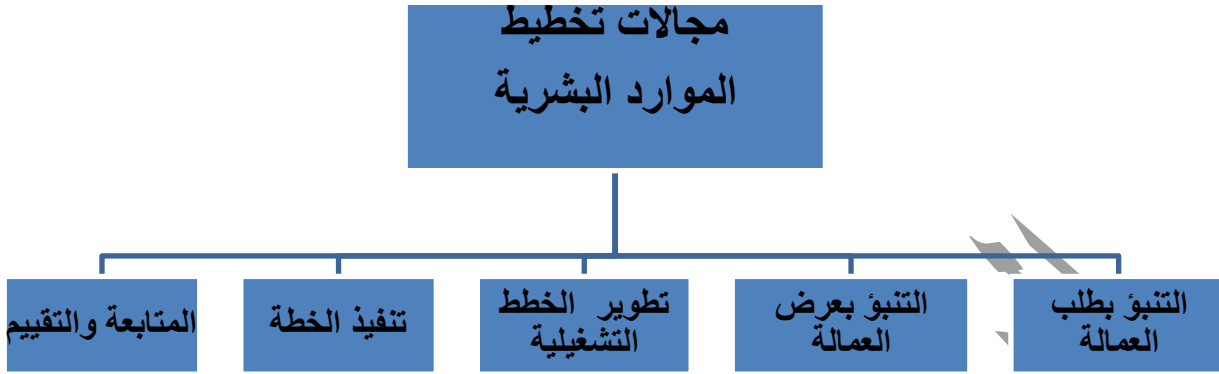 مجالات تخطيط
الموارد البشرية
التنبؤ بطلب
العمالة
التنبؤ بعرض
العمالة
تطوير الخطط
التشغيلية
تنفيذ الخطة
المتابعة والتقييم